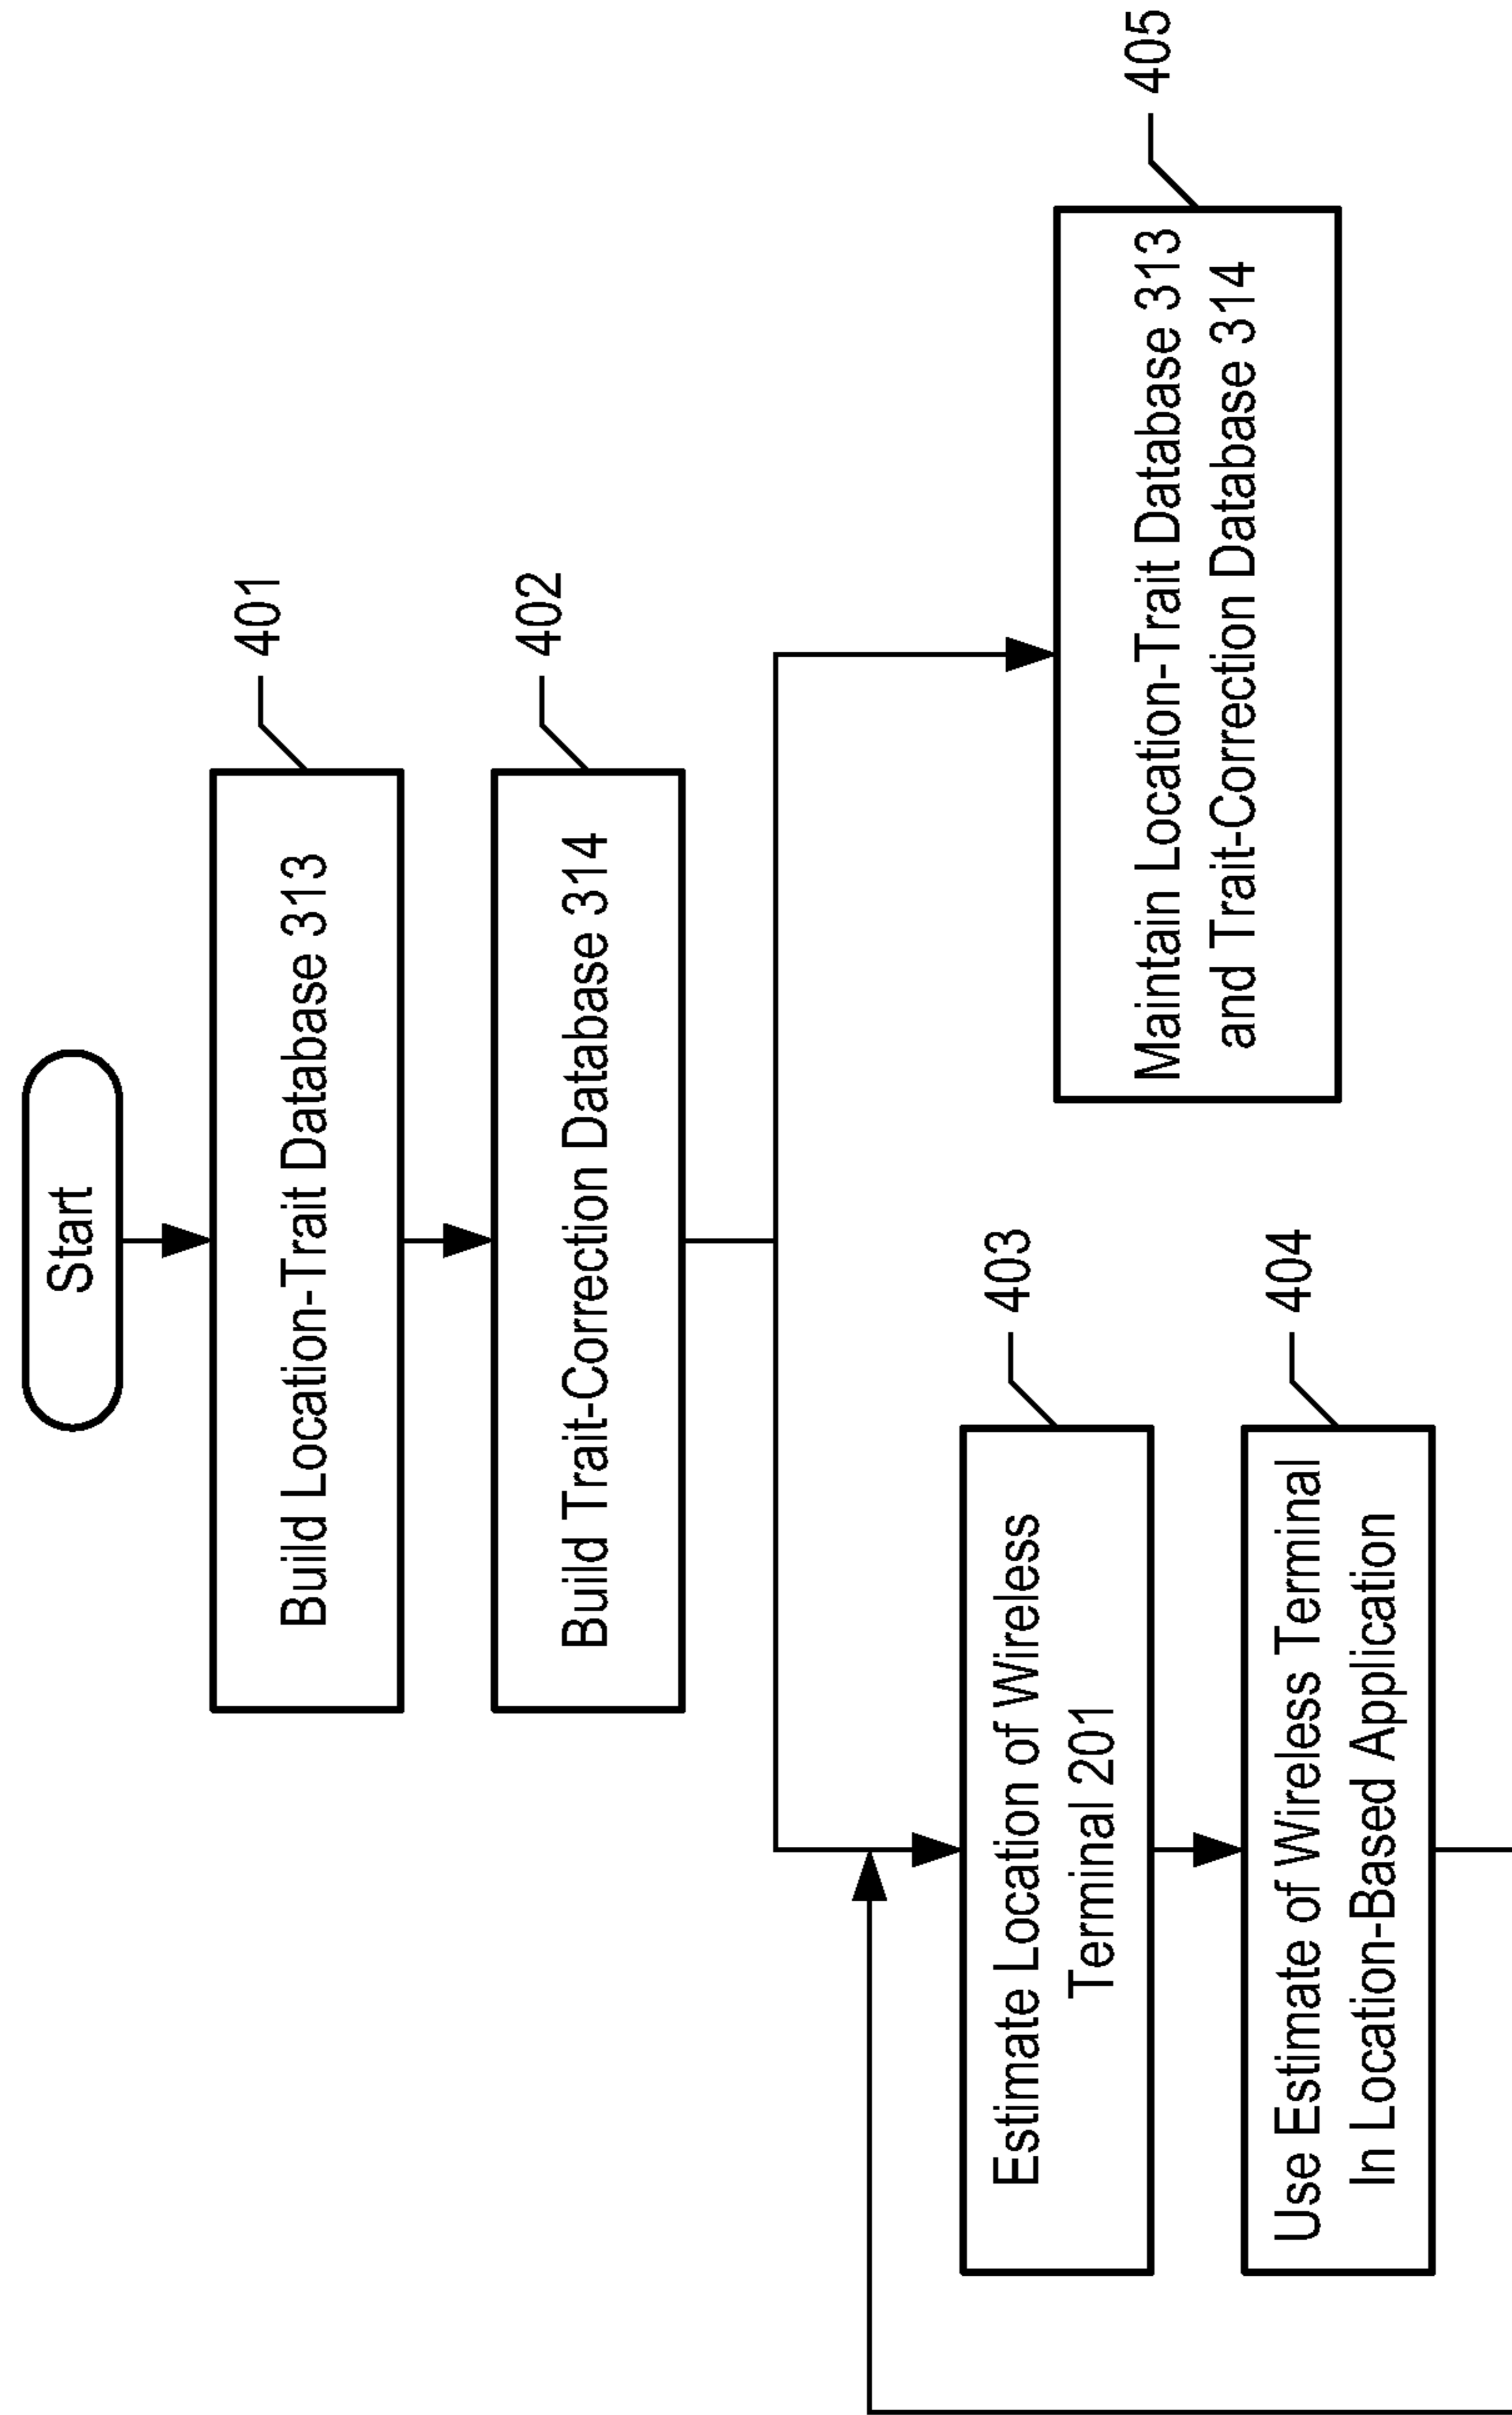 Start
Build Location-Trait Database 313
401
Build Trait-Correction Database 314
402
Estimate Location of Wireless
Terminal 201
403
Use Estimate of Wireless Terminal
In Location-Based Application
404
Maintain Location-Trait Database 313
and Trait-Correction Database 314
405